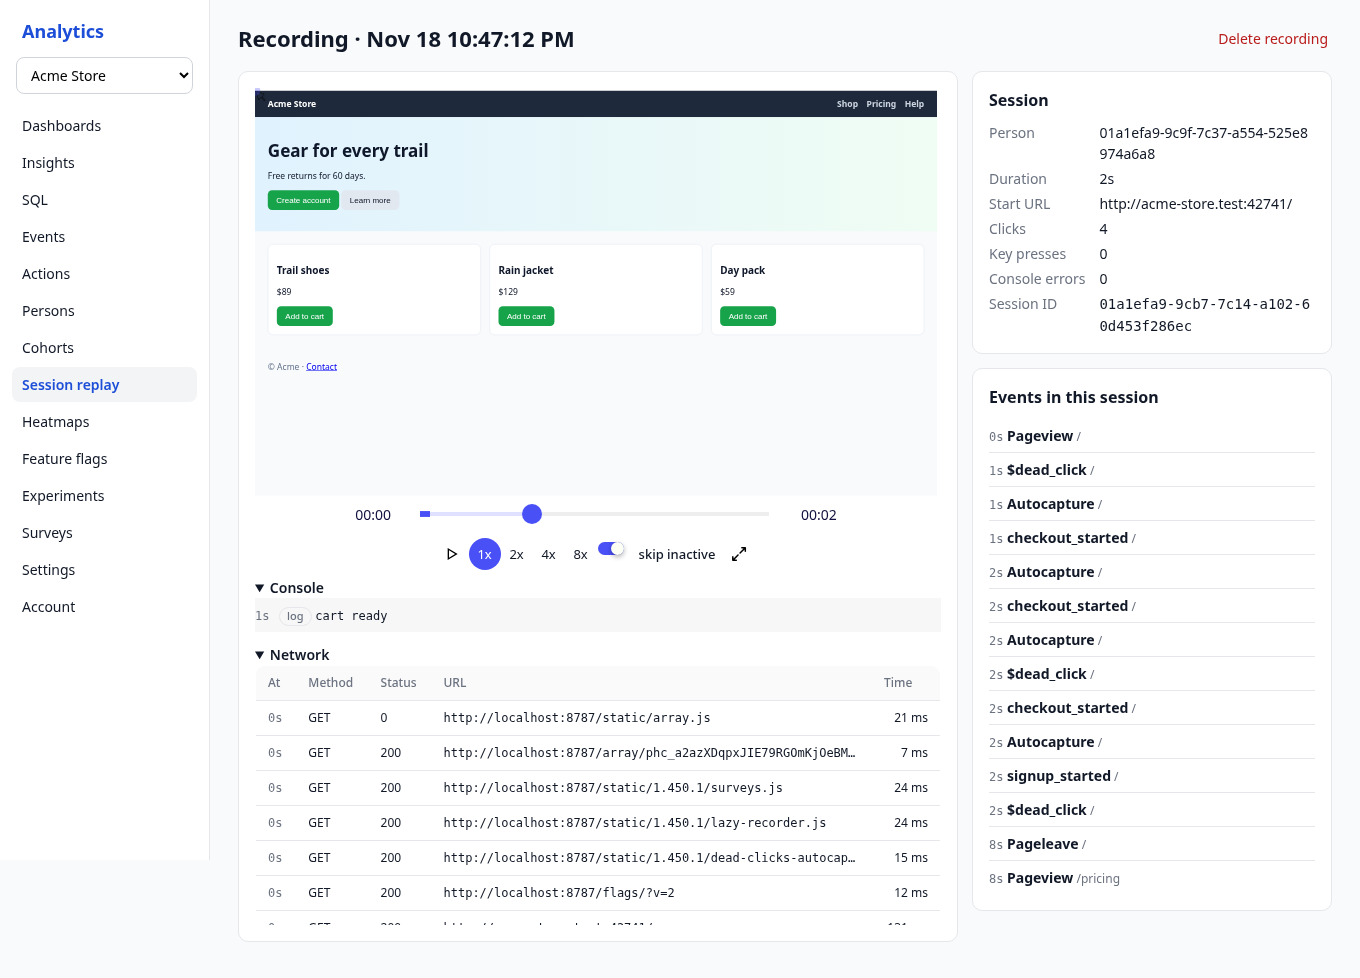 Analytics
Acme Store
Dashboards
Insights
SQL
Events
Actions
Persons
Cohorts
Session replay
Heatmaps
Feature flags
Experiments
Surveys
Settings
Account
Recording · Nov 18 10:47:12 PM
Delete recording
Acme Store
Shop Pricing Help
Gear for every trail
Free returns for 60 days.
Create account Learn more
Trail shoes
$89
Add to cart
Rain jacket
$129
Add to cart
Day pack
$59
Add to cart
© Acme · Contact
00:00 00:02
1x 2x 4x 8x skip inactive
Console
1s log cart ready
Network
At Method Status URL Time
0s GET 0 http://localhost:8787/static/array.js 21 ms
0s GET 200 http://localhost:8787/array/phc_a2azXDqpxJIE79RGOmKjOeBM… 7 ms
0s GET 200 http://localhost:8787/static/1.450.1/surveys.js 24 ms
0s GET 200 http://localhost:8787/static/1.450.1/lazy-recorder.js 24 ms
0s GET 200 http://localhost:8787/static/1.450.1/dead-clicks-autocap… 15 ms
0s GET 200 http://localhost:8787/flags/?v=2 12 ms
Session
Person 01a1efa9-9c9f-7c37-a554-525e8
974a6a8
Duration 2s
Start URL http://acme-store.test:42741/
Clicks 4
Key presses 0
Console errors 0
Session ID 01a1efa9-9cb7-7c14-a102-6
0d453f286ec
Events in this session
0s Pageview /
1s $dead_click /
1s Autocapture /
1s checkout_started /
2s Autocapture /
2s checkout_started /
2s Autocapture /
2s $dead_click /
2s checkout_started /
2s Autocapture /
2s signup_started /
2s $dead_click /
8s Pageleave /
8s Pageview /pricing